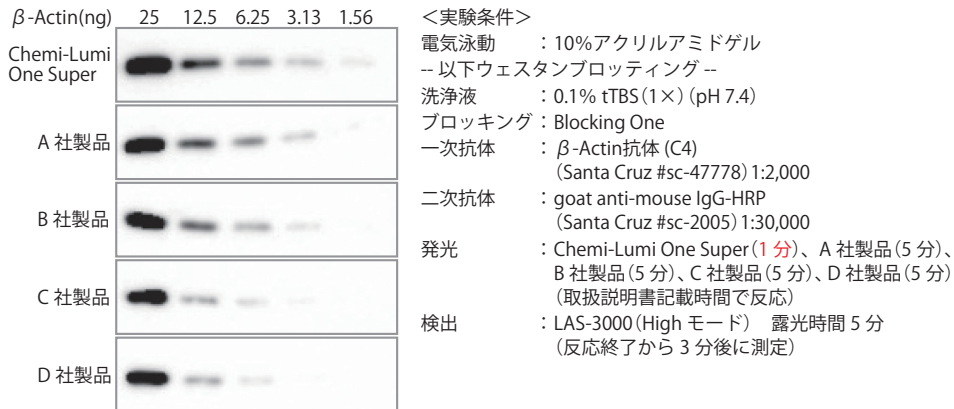 β-Actin(ng) 25 12.5 6.25 3.13 1.56
Chemi-Lumi
One Super
A 社製品
B 社製品
C 社製品
D 社製品
＜実験条件＞
電気泳動　：10%アクリルアミドゲル
-- 以下ウェスタンブロッティング --
洗浄液　：0.1% tTBS（1×）（pH 7.4）
ブロッキング：Blocking One
一次抗体　：β-Actin抗体 (C4)
（Santa Cruz #sc-47778）1:2,000
二次抗体　：goat anti-mouse IgG-HRP
（Santa Cruz #sc-2005）1:30,000
発光　：Chemi-Lumi One Super（1 分）、A 社製品（5 分）、
B 社製品（5 分）、C 社製品（5 分）、D 社製品（5 分）
（取扱説明書記載時間で反応）
検出　：LAS-3000（High モード）　露光時間 5 分
（反応終了から 3 分後に測定）